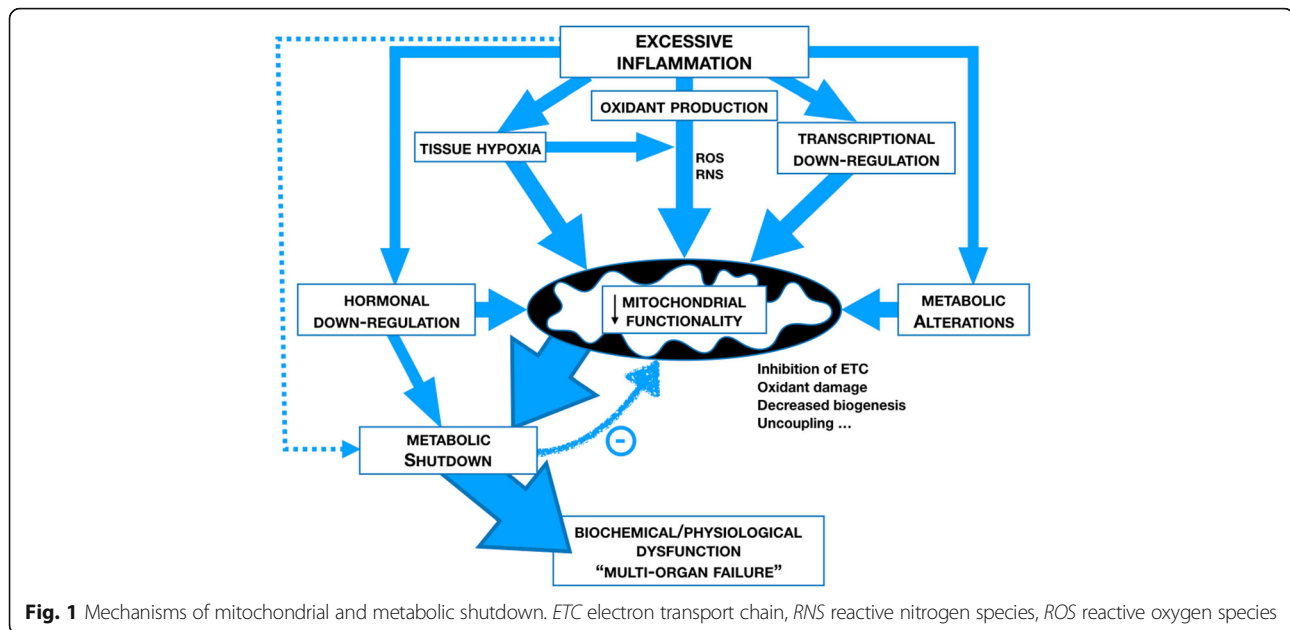 EXCESSIVE
INFLAMMATION
OXIDANT PRODUCTION
TISSUE HYPOXIA
TRANSCRIPTIONAL
DOWN-REGULATION
ROS
RNS
HORMONAL
DOWN-REGULATION
↓ MITOCHONDRIAL
FUNCTIONALITY
METABOLIC
ALTERATIONS
Inhibition of ETC
Oxidant damage
Decreased biogenesis
Uncoupling ...
METABOLIC
SHUTDOWN
-
BIOCHEMICAL/PHYSIOLOGICAL
DYSFUNCTION
“MULTI-ORGAN FAILURE”
Fig. 1 Mechanisms of mitochondrial and metabolic shutdown. ETC electron transport chain, RNS reactive nitrogen species, ROS reactive oxygen species